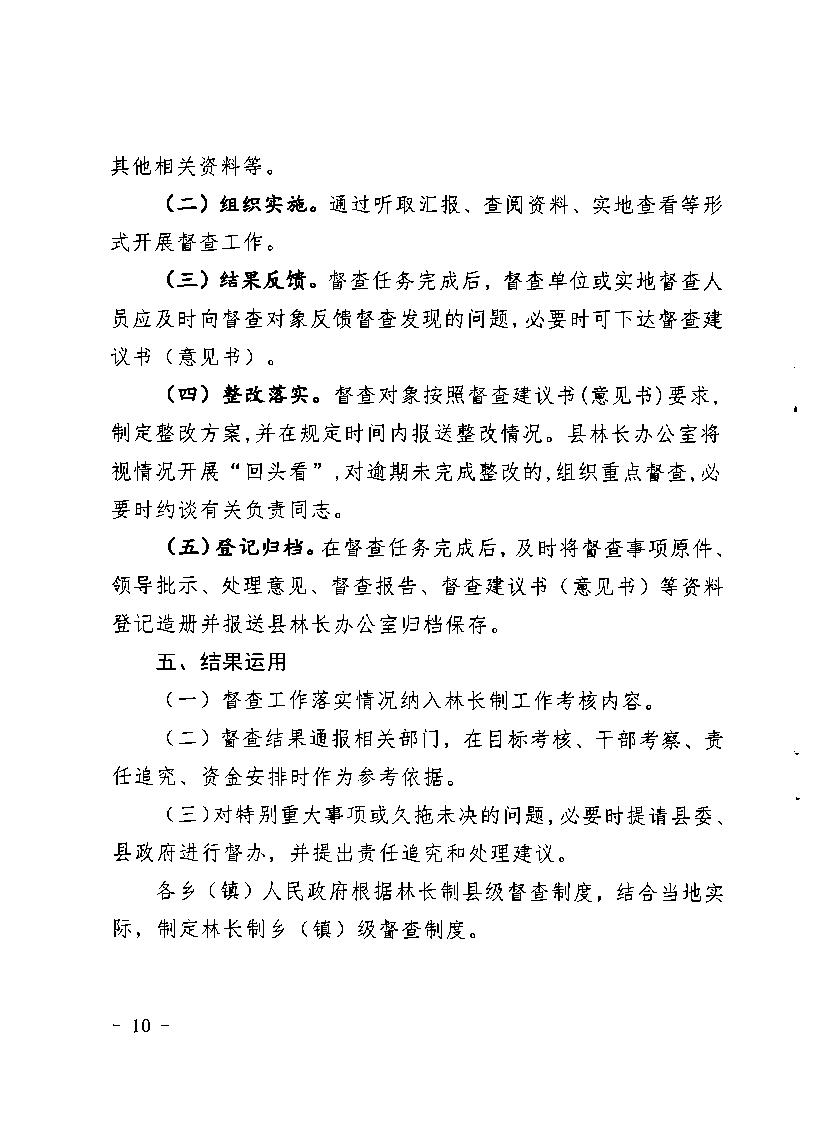 其他相关资料等。
（二）组织实施。通过听取汇报、查阅资料、实地查看等形
式开展督查工作。
（三）结果反馈。督查任务完成后，督查单位或实地督查人
员应及时向督查对象反馈督查发现的问题,必要时可下达督查建
议书（意见书）。
（四）整改落实。督查对象按照督查建议书(意见书)要求,
制定整改方案,并在规定时间内报送整改情况。县林长办公室将
视情况开展“回头看”,对逾期未完成整改的,组织重点督查,必
要时约谈有关负责同志。
（五)登记归档。在督查任务完成后，及时将督查事项原件、
领导批示、处理意见、督查报告、督查建议书（意见书）等资料
登记造册并报送县林长办公室归档保存。
五、结果运用
（一）督查工作落实情况纳入林长制工作考核内容。
（二）督查结果通报相关部门，在目标考核、干部考察、责
任追究、资金安排时作为参考依据。
（三)对特别重大事项或久拖未决的问题,必要时提请县委、
县政府进行督办，并提出责任追究和处理建议。
各乡（镇）人民政府根据林长制县级督查制度，结合当地实
际，制定林长制乡（镇）级督查制度。
- 10 -